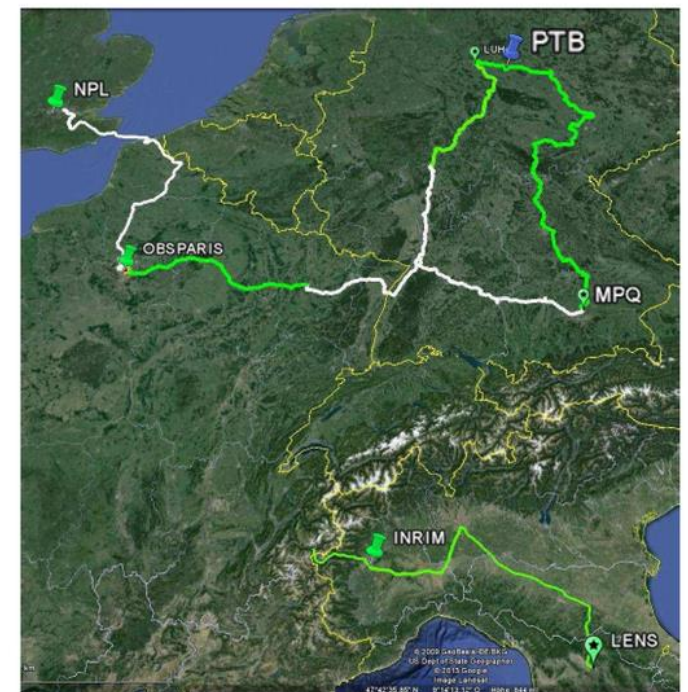 LUH
PTB
NPL
OBSPARIS
MPQ
INRIM
LENS
© 2009 GeoBasis-DE/BKG
US Dept of State Geographer
© 2013 Google
Image Landsat